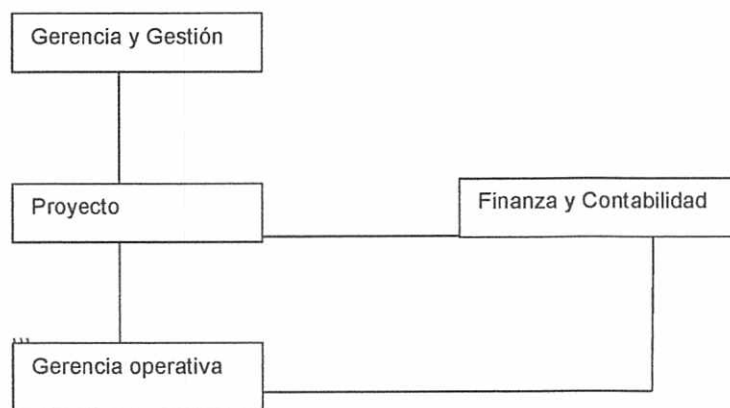 Gerencia y Gestión
Proyecto
Finanza y Contabilidad
Gerencia operativa